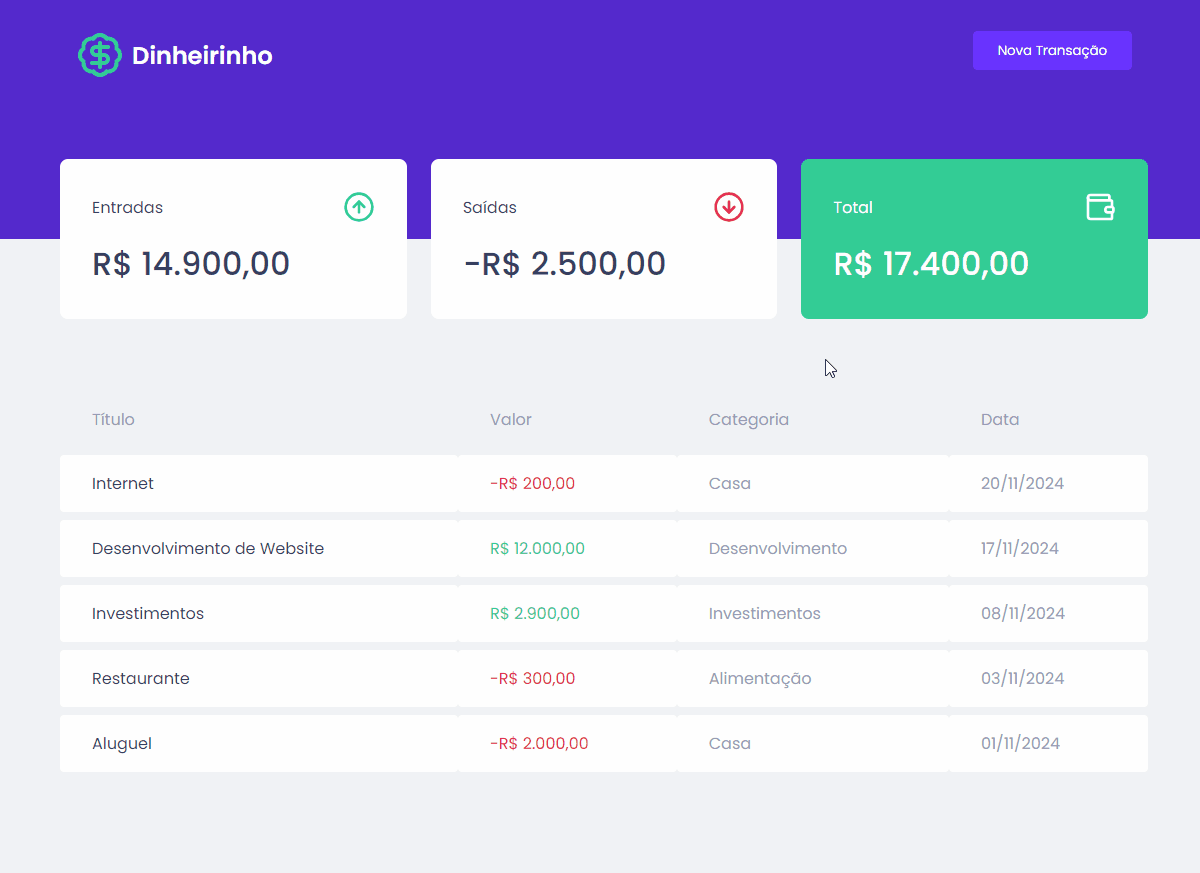 Dinheirinho
Nova Transação
Entradas
R$ 14.900,00
Saídas
-R$ 2.500,00
Total
R$ 17.400,00
Título Valor Categoria Data
Internet -R$ 200,00 Casa 20/11/2024
Desenvolvimento de Website R$ 12.000,00 Desenvolvimento 17/11/2024
Investimentos R$ 2.900,00 Investimentos 08/11/2024
Restaurante -R$ 300,00 Alimentação 03/11/2024
Aluguel -R$ 2.000,00 Casa 01/11/2024